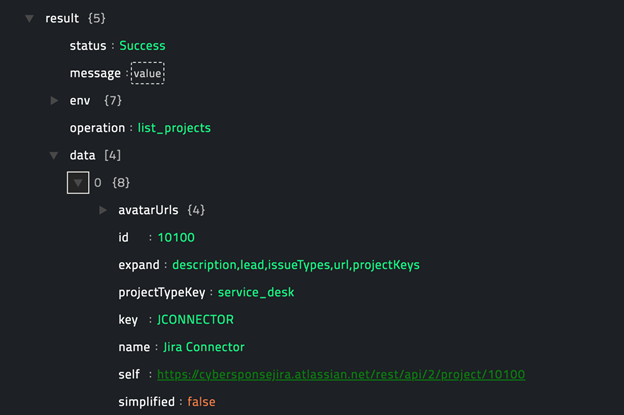 result {5}
status : Success
message : value
env {7}
operation : list_projects
data [4]
0 {8}
avatarUrls {4}
id : 10100
expand : description,lead,issueTypes,url,projectKeys
projectTypeKey : service_desk
key : JCONNECTOR
name : Jira Connector
self : https://cybersponsejira.atlassian.net/rest/api/2/project/10100
simplified : false